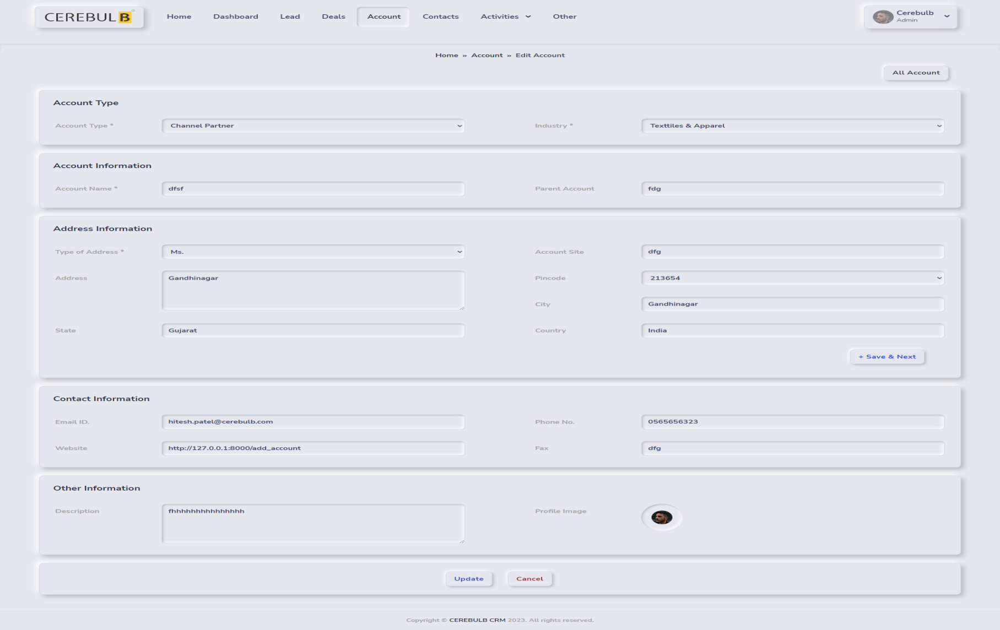 CEREBULB®
Home Dashboard Lead Deals Account Contacts Activities Other
Cerebulb
Admin
Home » Account » Edit Account
All Account
Account Type
Account Type * Channel Partner Industry * Texttiles & Apparel
Account Information
Account Name * dfsf Parent Account fdg
Address Information
Type of Address * Ms. Account Site dfg
Address Gandhinagar Pincode 213654
City Gandhinagar
State Gujarat Country India
+ Save & Next
Contact Information
Email ID. hitesh.patel@cerebulb.com Phone No. 0565656323
Website http://127.0.0.1:8000/add_account Fax dfg
Other Information
Description fhhhhhhhhhhhhhhh Profile Image
Update Cancel
Copyright © CEREBULB CRM 2023. All rights reserved.